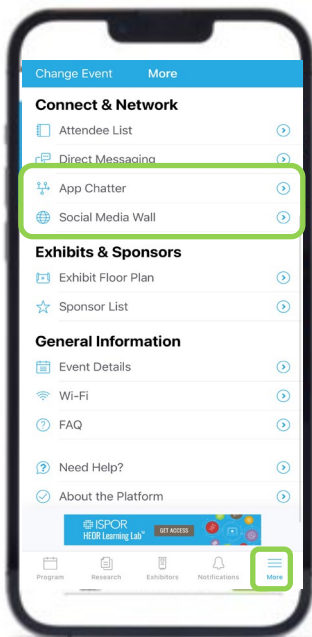 Change Event More
Connect & Network
Attendee List
Direct Messaging
App Chatter
Social Media Wall
Exhibits & Sponsors
Exhibit Floor Plan
Sponsor List
General Information
Event Details
Wi-Fi
FAQ
Need Help?
About the Platform
ISPOR
HEOR Learning Lab™
GET ACCESS
Program Research Exhibitors Notifications More